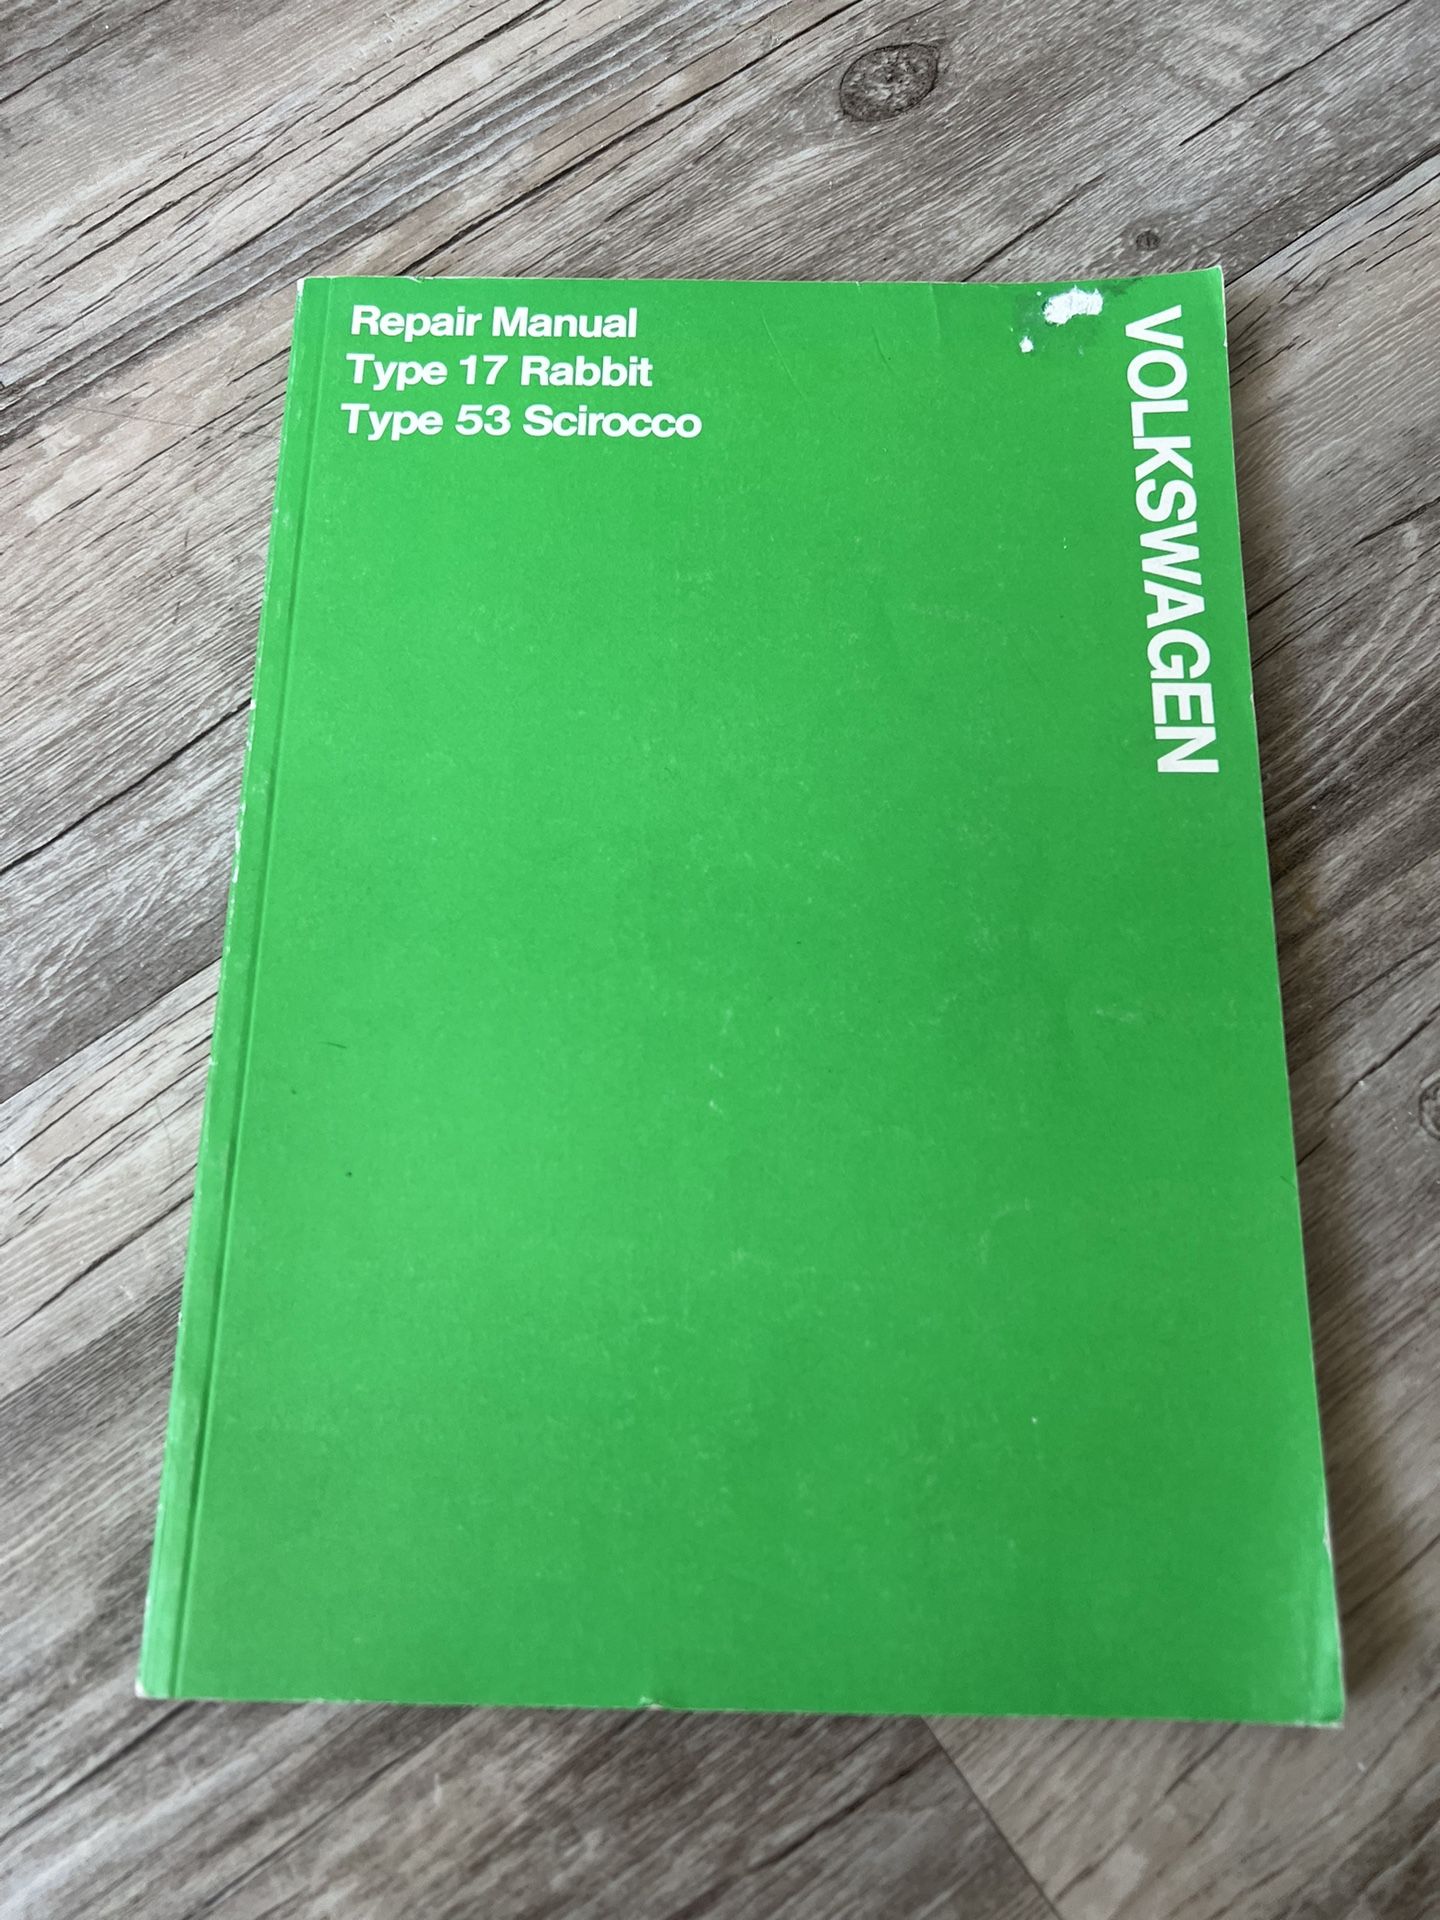 Repair Manual
Type 17 Rabbit
Type 53 Scirocco
VOLKSWAGEN